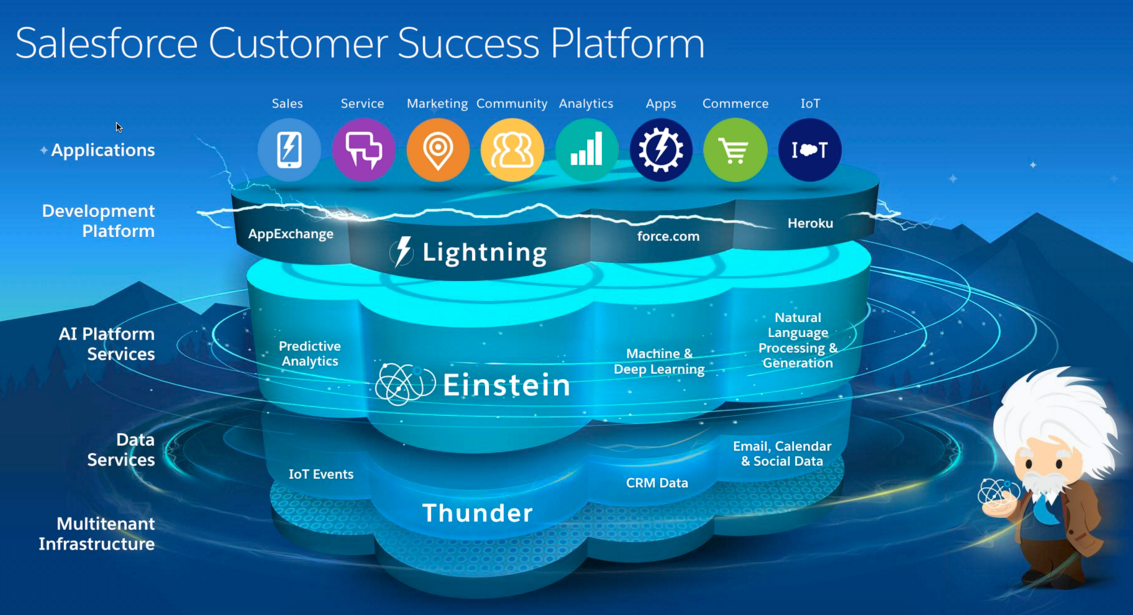 Salesforce Customer Success Platform
Sales
Service
Marketing
Community
Analytics
Apps
Commerce
IoT
Applications
I T
Development
Platform
AppExchange
Lightning
force.com
Heroku
AI Platform
Services
Predictive
Analytics
Einstein
Machine &
Deep Learning
Natural
Language
Processing &
Generation
Data
Services
IoT Events
Thunder
CRM Data
Email, Calendar
& Social Data
Multitenant
Infrastructure